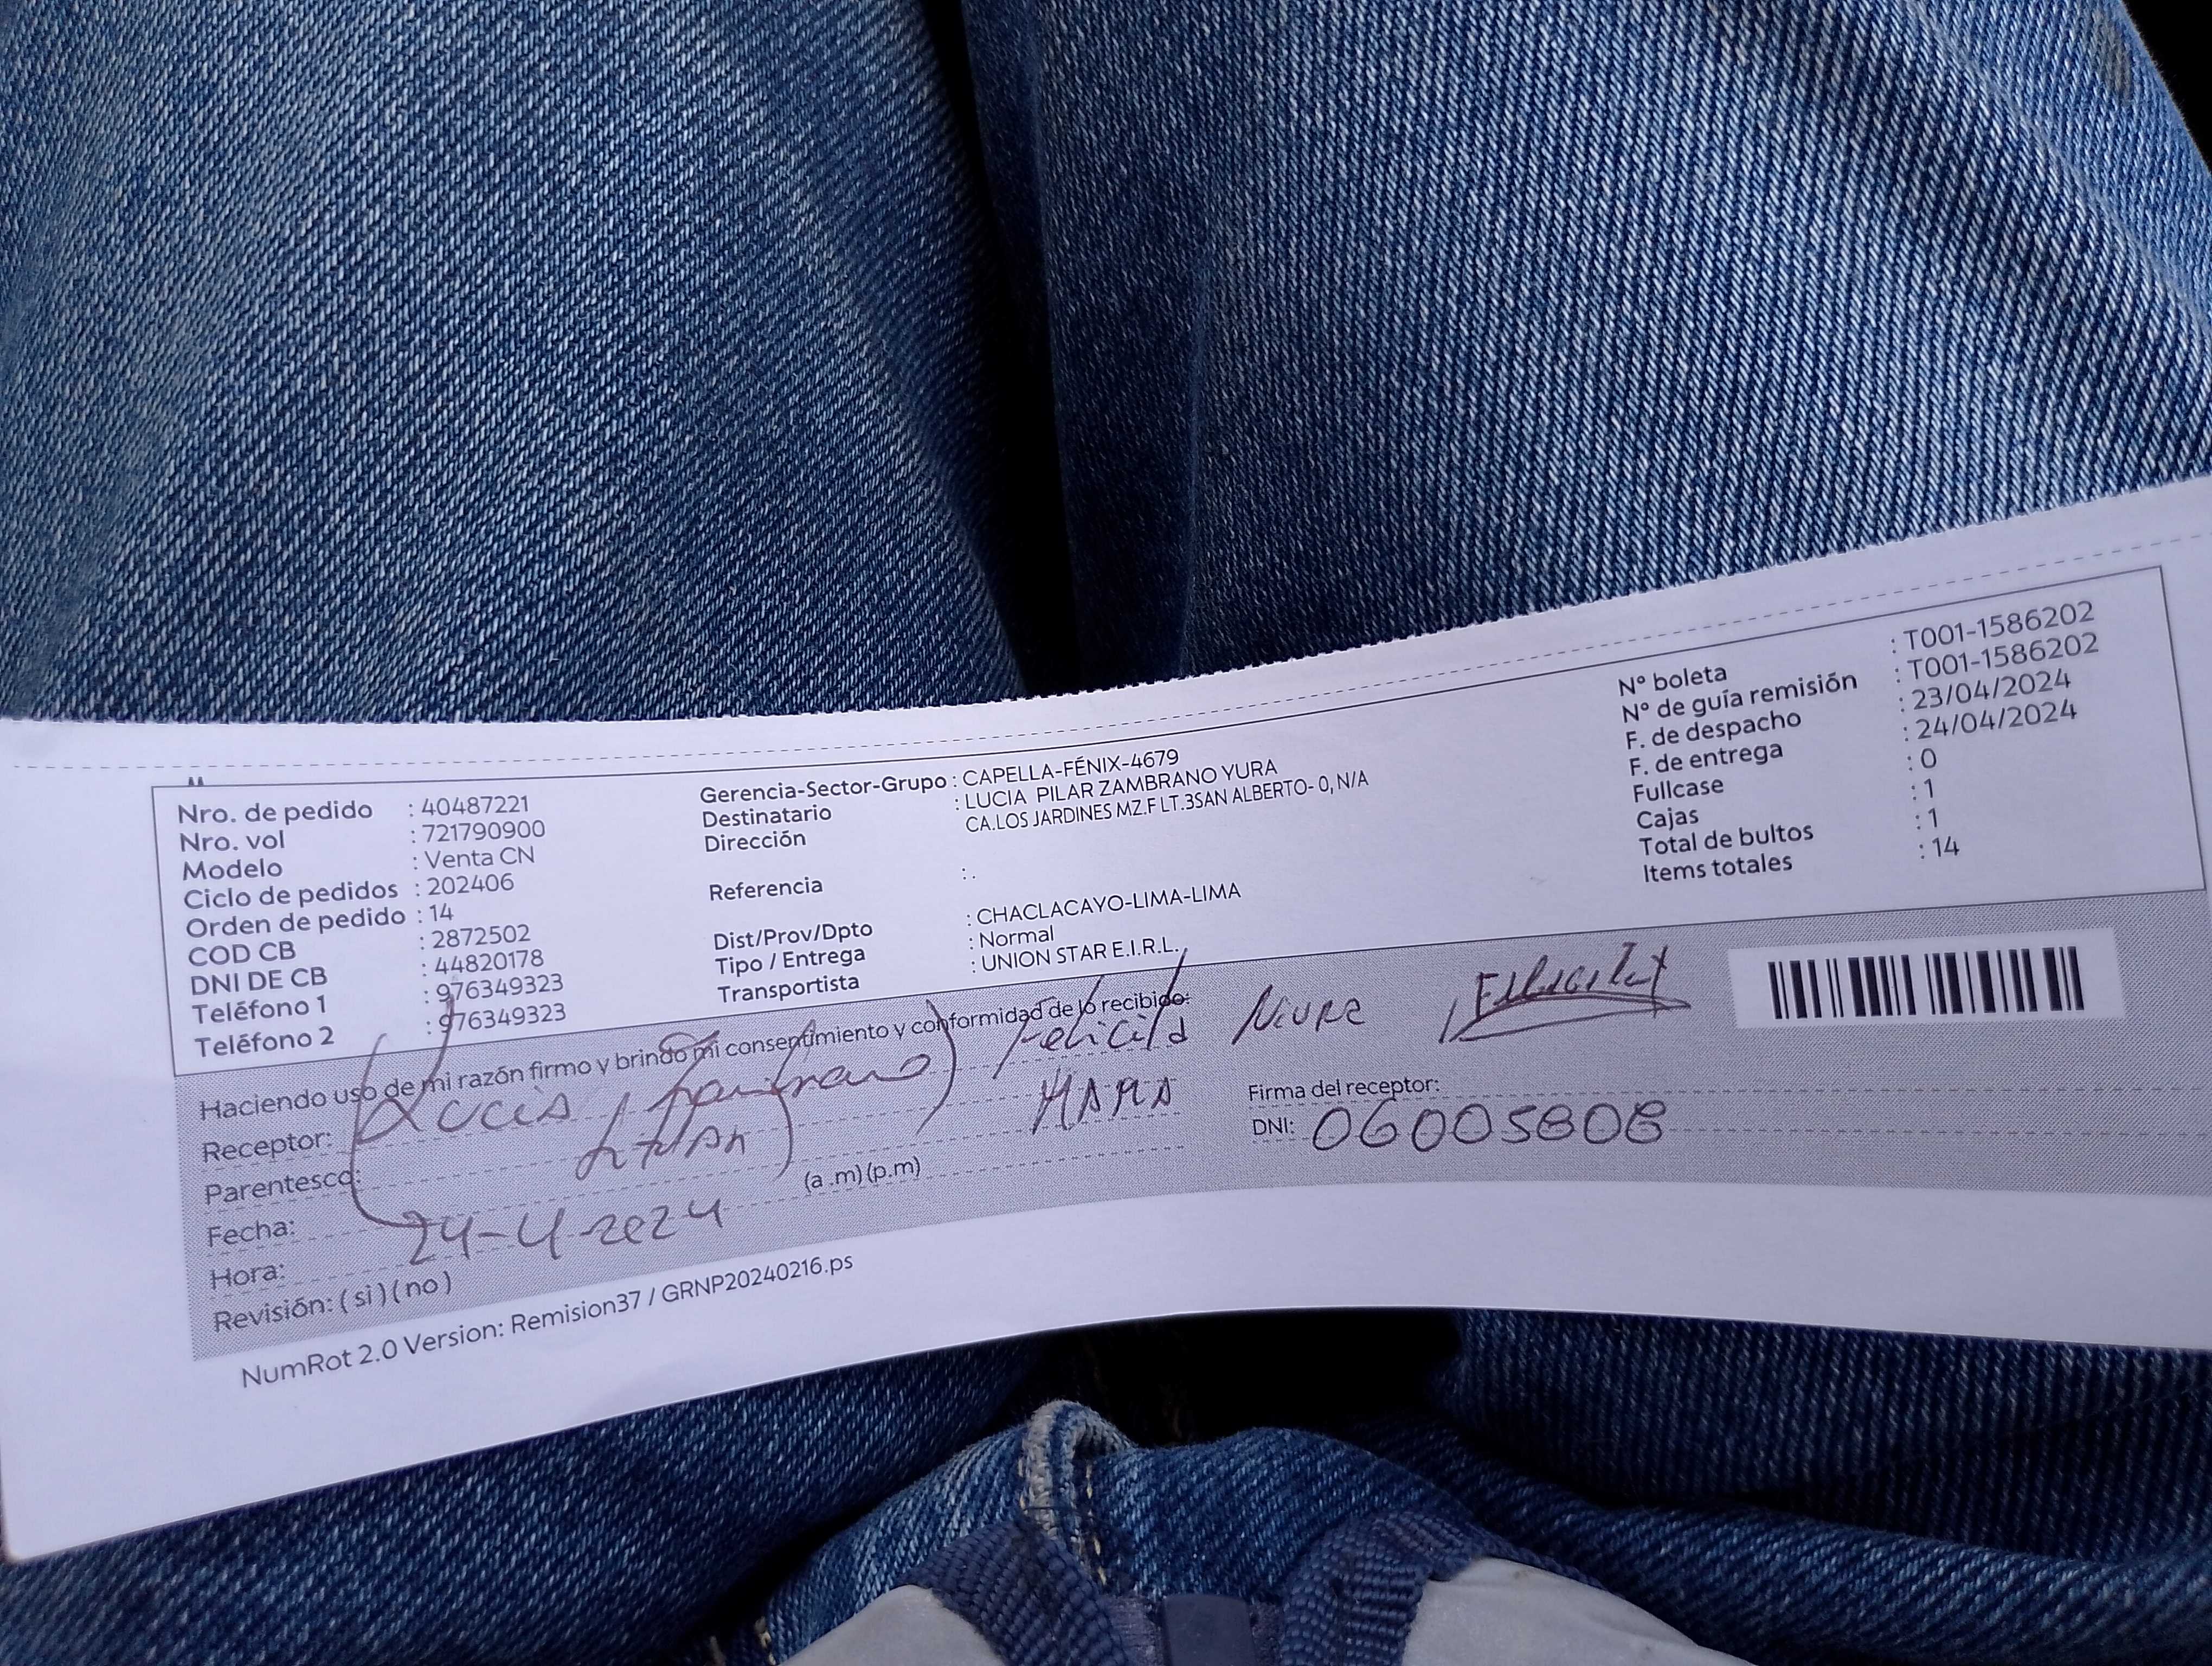 Nro. de pedido : 40487221
Nro. vol : 721790900
Modelo : Venta CN
Ciclo de pedidos : 202406
Orden de pedido : 14
COD CB : 2872502
DNI DE CB : 44820178
Teléfono 1 : 976349323
Teléfono 2 : 976349323
Gerencia-Sector-Grupo : CAPELLA-FÉNIX-4679
Destinatario : LUCIA PILAR ZAMBRANO YURA
Dirección CA.LOS JARDINES MZ.F LT.3SAN ALBERTO- 0, N/A
Referencia : .
Dist/Prov/Dpto : CHACLACAYO-LIMA-LIMA
Tipo / Entrega : Normal
Transportista : UNION STAR E.I.R.L.
N° boleta : T001-1586202
N° de guía remisión : T001-1586202
F. de despacho : 23/04/2024
F. de entrega : 24/04/2024
Fullcase : 0
Cajas : 1
Total de bultos : 1
Items totales : 14
Haciendo uso de mi razón firmo y brindo mi consentimiento y conformidad de lo recibido:
Receptor:
Parentesco:
Fecha: 24-4-2024
Hora: (a .m) (p.m)
Revisión: ( si ) ( no )
Firma del receptor:
DNI: 06005808
NumRot 2.0 Version: Remision37 / GRNP20240216.ps